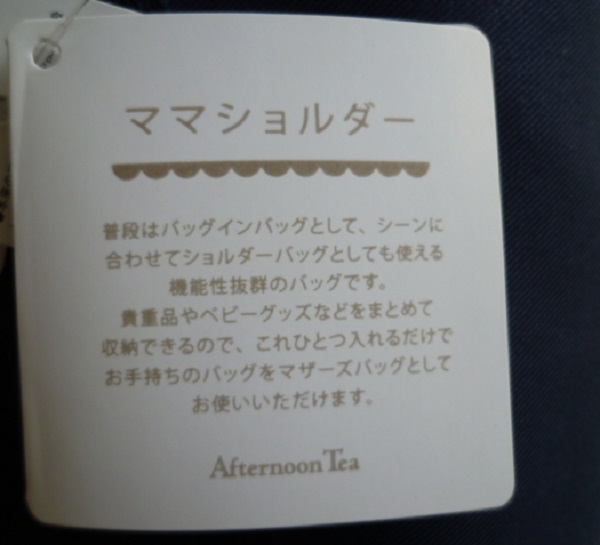 ママショルダー
普段はバッグインバッグとして、シーンに
合わせてショルダーバッグとしても使える
機能性抜群のバッグです。
貴重品やベビーグッズなどをまとめて
収納できるので、これひとつ入れるだけで
お手持ちのバッグをマザーズバッグとして
お使いいただけます。
Afternoon Tea